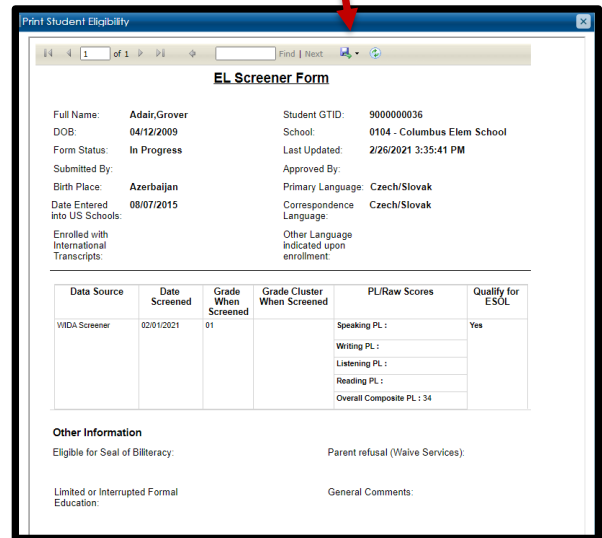 Print Student Eligibility
1 of 1 Find | Next
EL Screener Form
Full Name: Adair,Grover Student GTID: 9000000036
DOB: 04/12/2009 School: 0104 - Columbus Elem School
Form Status: In Progress Last Updated: 2/26/2021 3:35:41 PM
Submitted By: Approved By:
Birth Place: Azerbaijan Primary Language: Czech/Slovak
Date Entered 08/07/2015 Correspondence Czech/Slovak
into US Schools: Language:
Enrolled with Other Language
International indicated upon
Transcripts: enrollment:
Data Source Date Grade Grade Cluster PL/Raw Scores Qualify for
Screened When When Screened ESOL
Screened
WIDA Screener 02/01/2021 01 Speaking PL : Yes
Writing PL :
Listening PL :
Reading PL :
Overall Composite PL : 34
Other Information
Eligible for Seal of Biliteracy: Parent refusal (Waive Services):
Limited or Interrupted Formal General Comments:
Education: